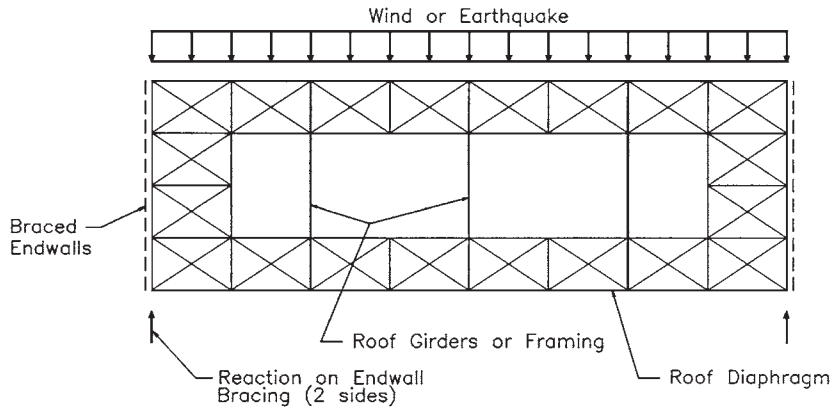 Wind or Earthquake
Braced
Endwalls
Roof Girders or Framing
Reaction on Endwall
Bracing (2 sides)
Roof Diaphragm